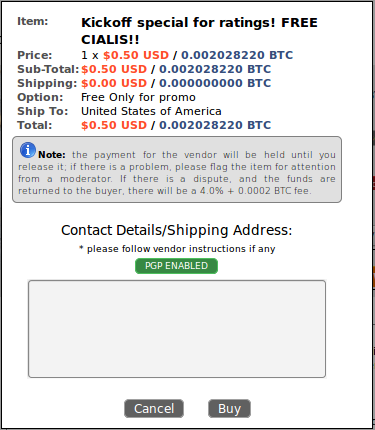 Item: Kickoff special for ratings! FREE
CIALIS!!
Price: 1 x $0.50 USD / 0.002028220 BTC
Sub-Total: $0.50 USD / 0.002028220 BTC
Shipping: $0.00 USD / 0.000000000 BTC
Option: Free Only for promo
Ship To: United States of America
Total: $0.50 USD / 0.002028220 BTC
Note: the payment for the vendor will be held until you
release it; if there is a problem, please flag the item for attention
from a moderator. If there is a dispute, and the funds are
returned to the buyer, there will be a 4.0% + 0.0002 BTC fee.
Contact Details/Shipping Address:
* please follow vendor instructions if any
PGP ENABLED
Cancel Buy